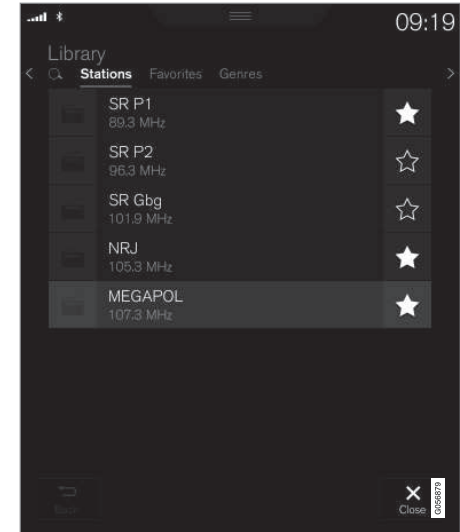 09:19
Library
Stations Favorites Genres
SR P1
89.3 MHz
SR P2
96.3 MHz
SR Gbg
101.9 MHz
NRJ
105.3 MHz
MEGAPOL
107.3 MHz
Back
Close
G056879